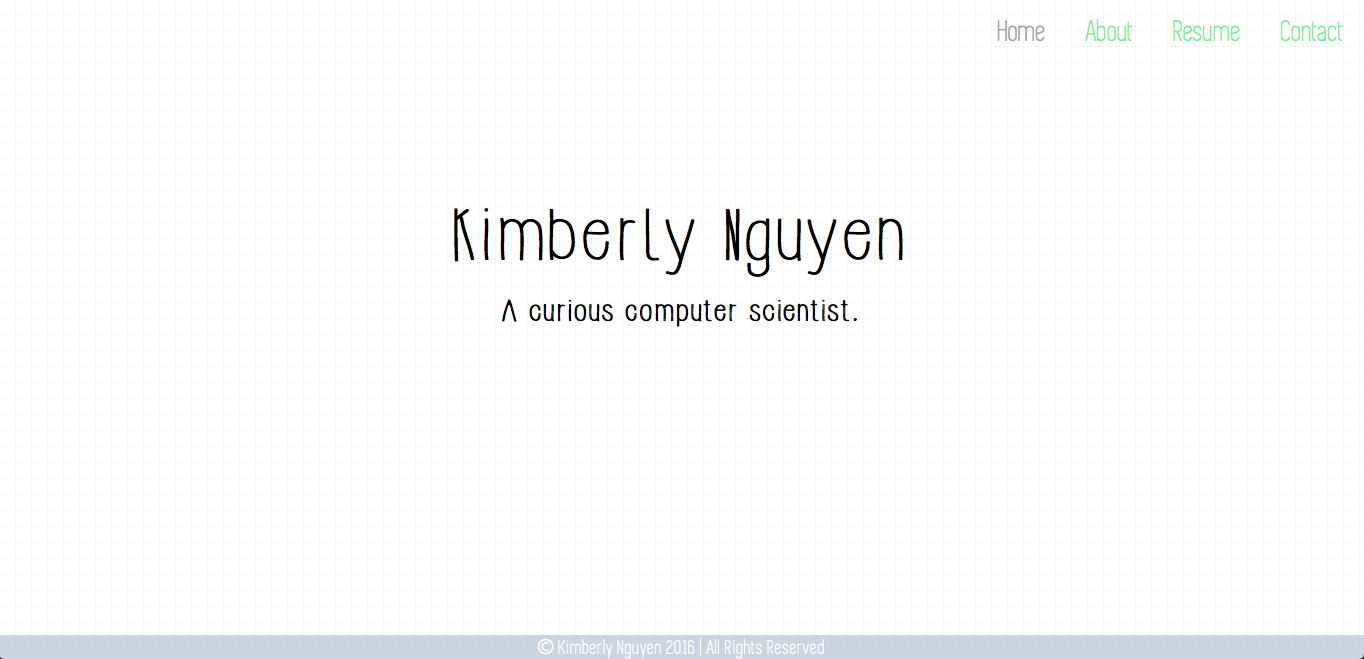 Home About Resume Contact
Kimberly Nguyen
A curious computer scientist.
© Kimberly Nguyen 2016 | All Rights Reserved